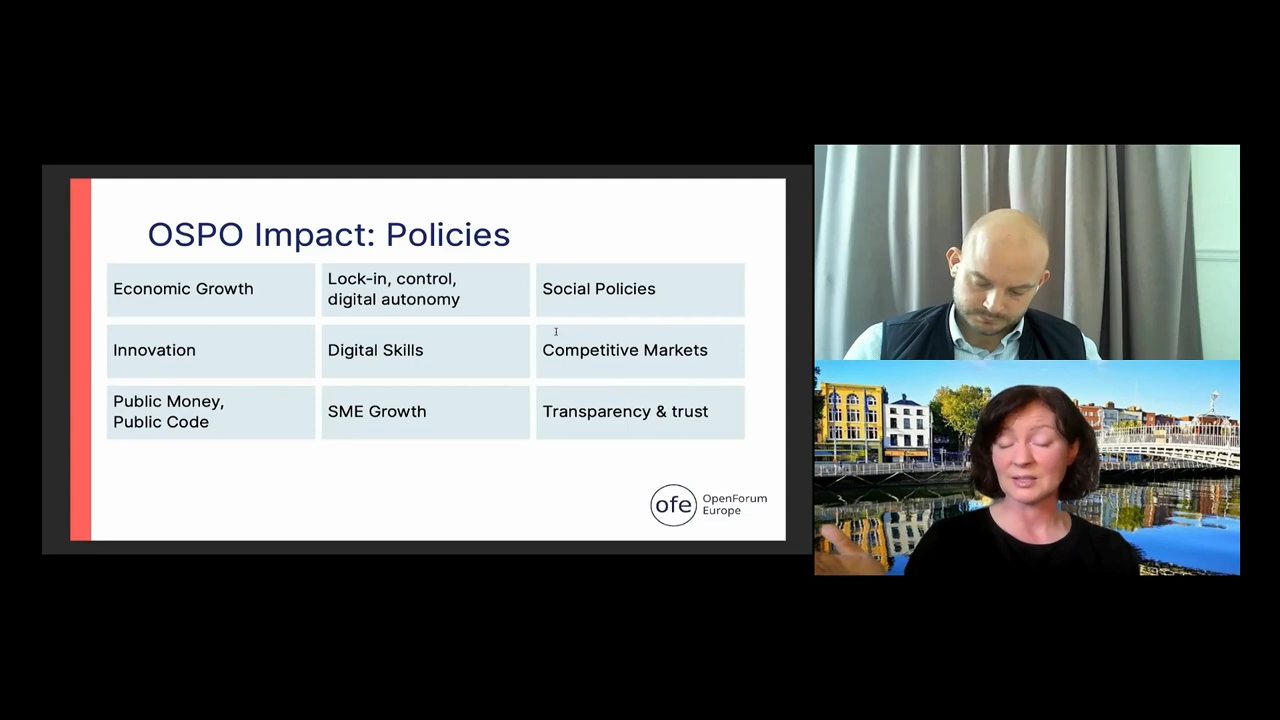 OSPO Impact: Policies
Economic Growth
Lock-in, control,
digital autonomy
Social Policies
Innovation
Digital Skills
Competitive Markets
Public Money,
Public Code
SME Growth
Transparency & trust
ofe
OpenForum
Europe